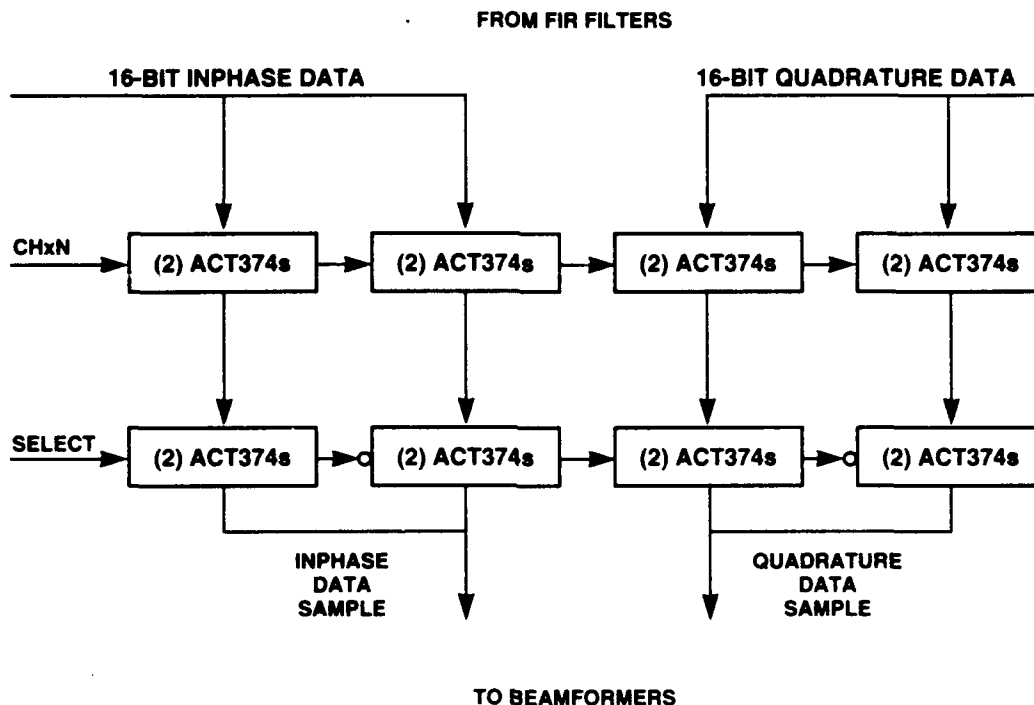 FROM FIR FILTERS
16-BIT INPHASE DATA
16-BIT QUADRATURE DATA
CHxN
(2) ACT374s
(2) ACT374s
(2) ACT374s
(2) ACT374s
SELECT
(2) ACT374s
(2) ACT374s
(2) ACT374s
(2) ACT374s
INPHASE
DATA
SAMPLE
QUADRATURE
DATA
SAMPLE
TO BEAMFORMERS